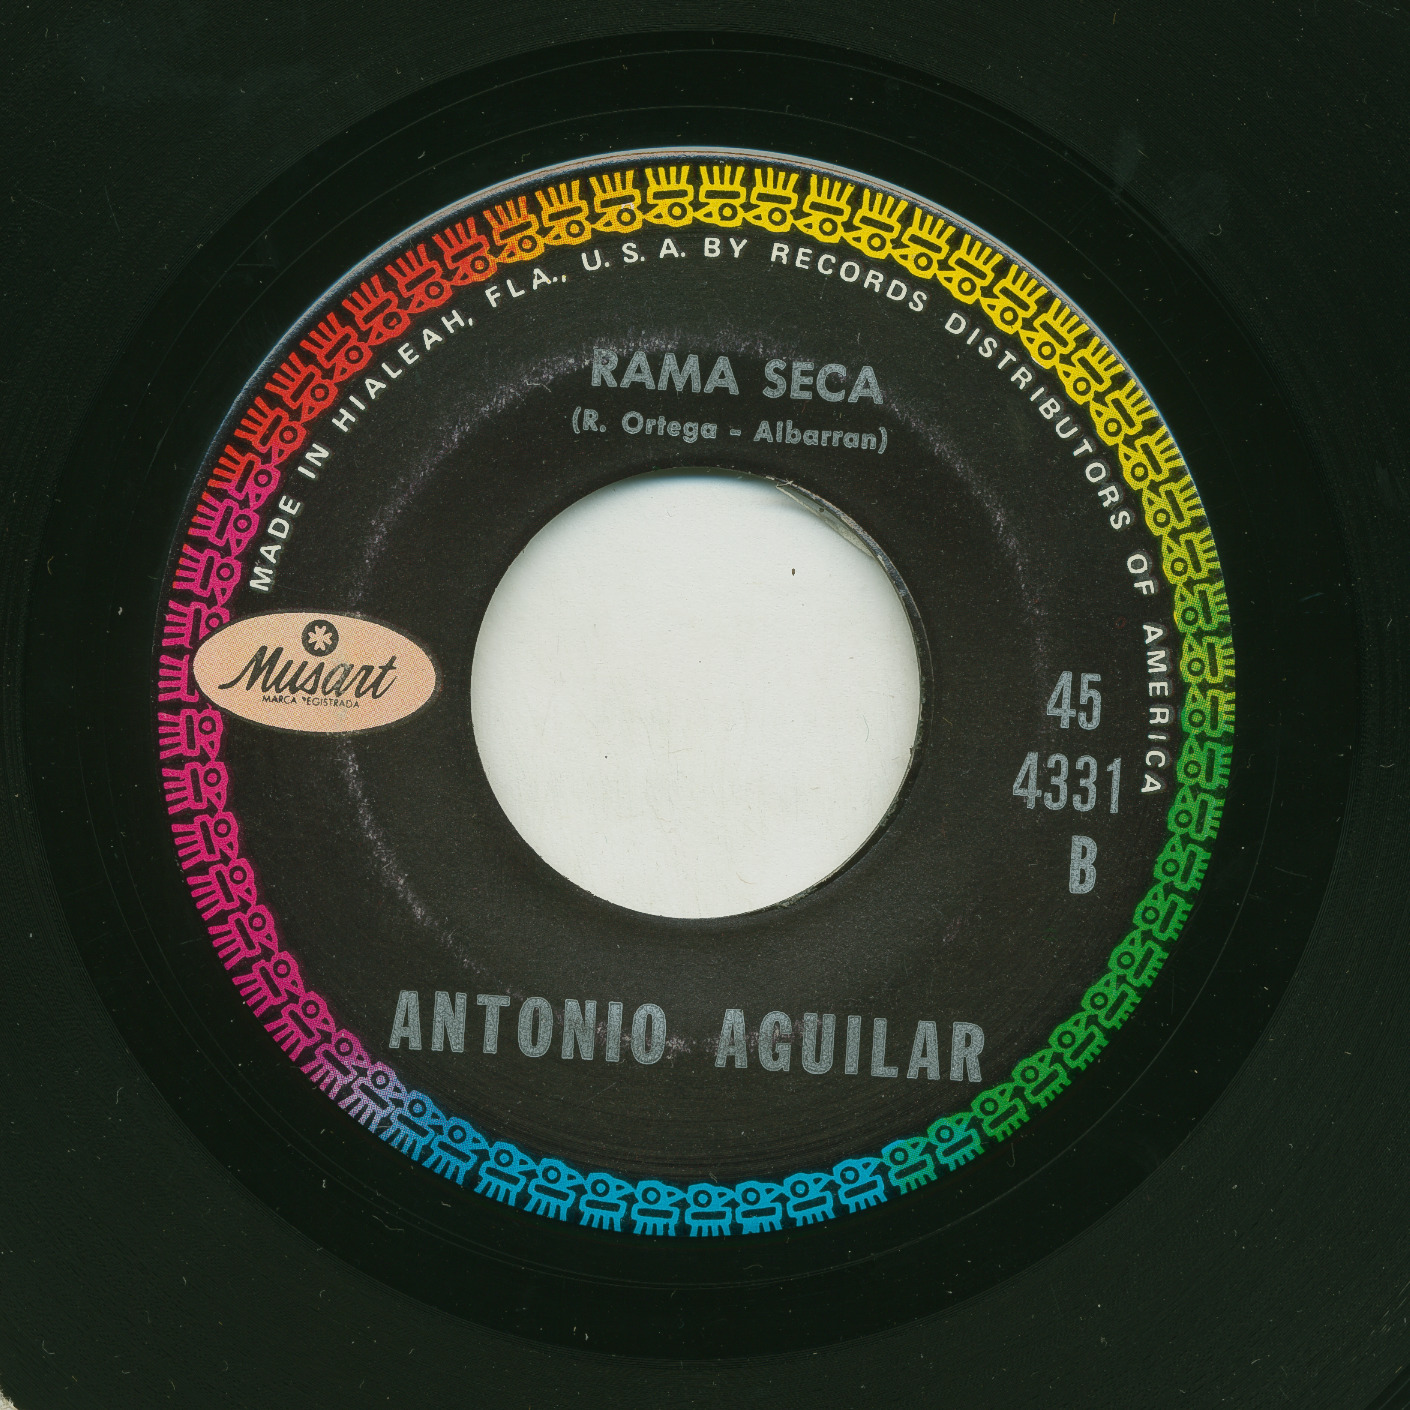 MADE IN HIALEAH, FLA., U.S.A. BY RECORDS DISTRIBUTORS OF AMERICA
RAMA SECA
(R. Ortega - Albarran)
Musart
MARCA REGISTRADA
45
4331
B
ANTONIO AGUILAR